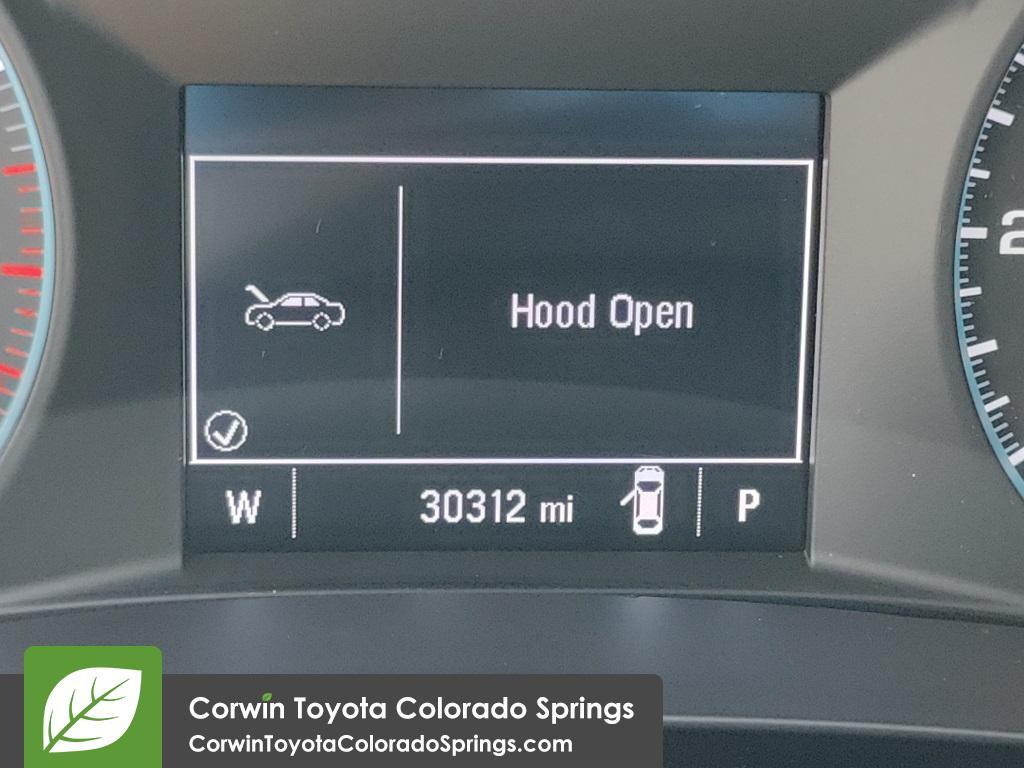 Hood Open
W 30312 mi P
Corwin Toyota Colorado Springs
CorwinToyotaColoradoSprings.com